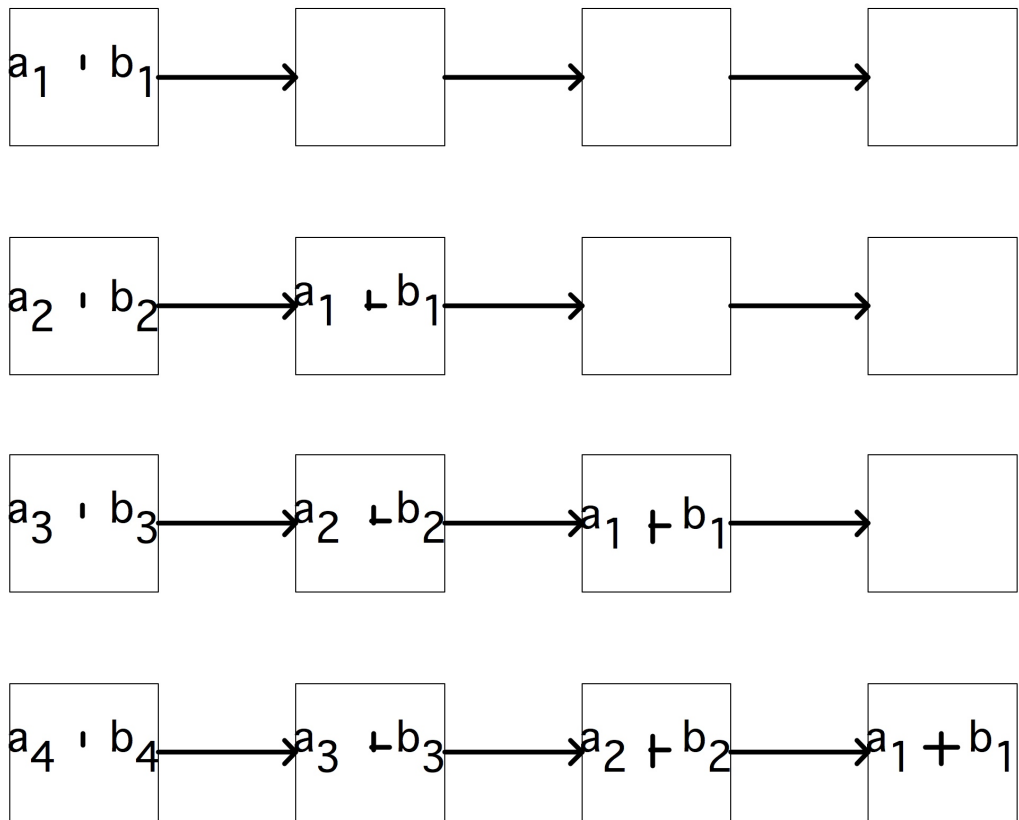 a₁ ' b₁
a₂ ' b₂ a₁ ⊢ b₁
a₃ ' b₃ a₂ ⊢ b₂ a₁ ⊢ b₁
a₄ ' b₄ a₃ ⊢ b₃ a₂ ⊢ b₂ a₁ + b₁